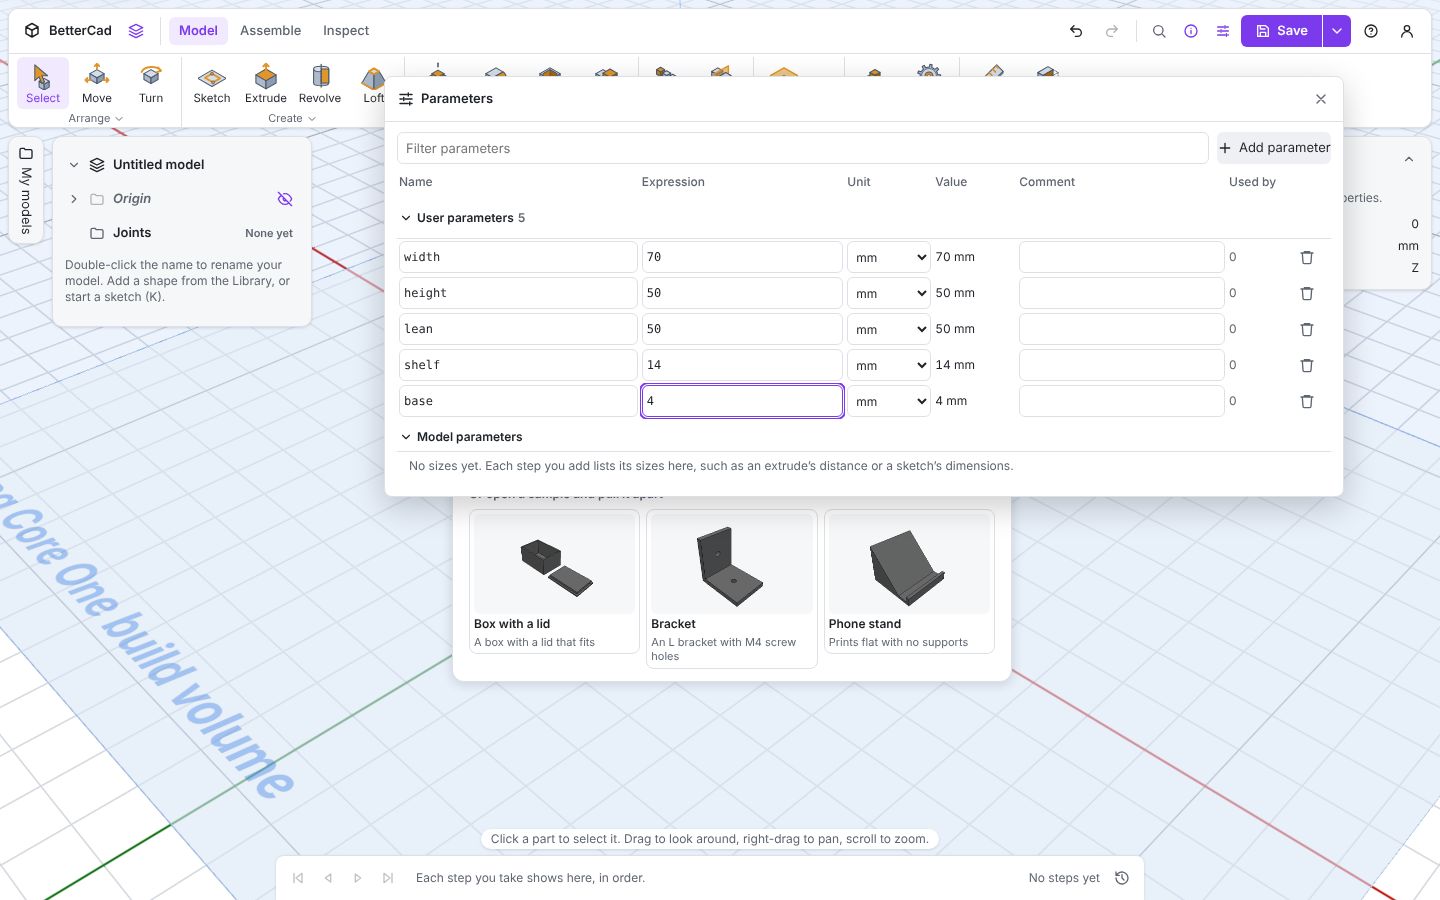 BetterCad
Model
Assemble
Inspect
Save
Select
Move
Turn
Sketch
Extrude
Revolve
Loft
Arrange
Create
Parameters
Filter parameters
Add parameter
Name
Expression
Unit
Value
Comment
Used by
User parameters 5
width 70 mm 70 mm 0
height 50 mm 50 mm 0
lean 50 mm 50 mm 0
shelf 14 mm 14 mm 0
base 4 mm 4 mm 0
Model parameters
No sizes yet. Each step you add lists its sizes here, such as an extrude’s distance or a sketch’s dimensions.
My models
Untitled model
Origin
Joints
None yet
Double-click the name to rename your
model. Add a shape from the Library, or
start a sketch (K).
0
mm
Z
Box with a lid
A box with a lid that fits
Bracket
An L bracket with M4 screw
holes
Phone stand
Prints flat with no supports
Core One build volume
Click a part to select it. Drag to look around, right-drag to pan, scroll to zoom.
Each step you take shows here, in order.
No steps yet